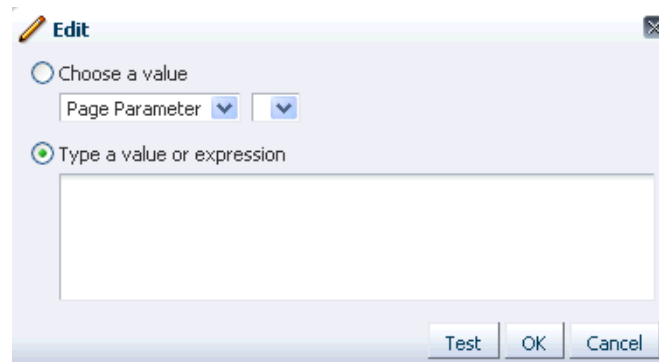 Edit
Choose a value
Page Parameter
Type a value or expression
Test OK Cancel